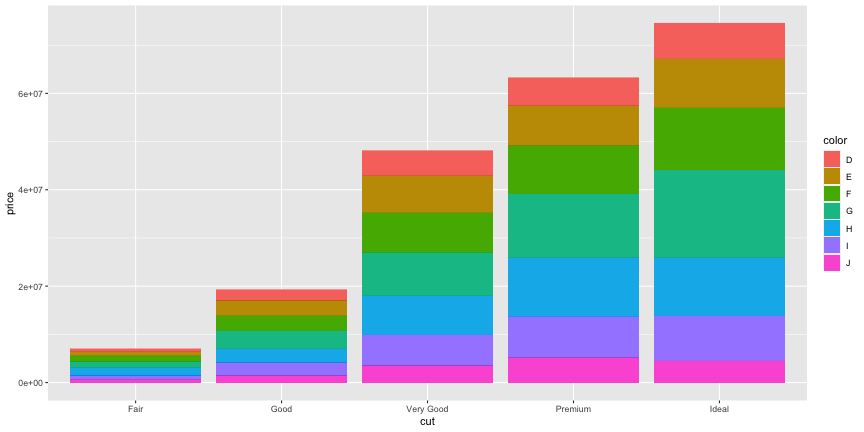 price
6e+07
4e+07
2e+07
0e+00
Fair
Good
Very Good
Premium
Ideal
cut
color
D
E
F
G
H
I
J